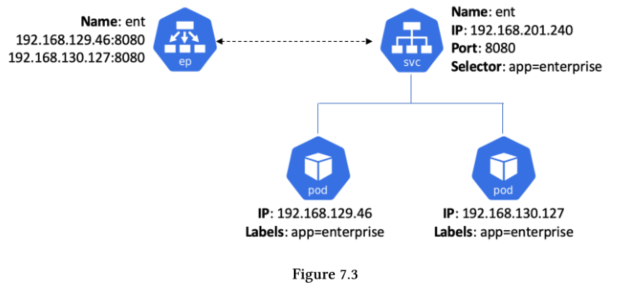 Name: ent
192.168.129.46:8080
192.168.130.127:8080
ep
Name: ent
IP: 192.168.201.240
Port: 8080
Selector: app=enterprise
svc
pod
IP: 192.168.129.46
Labels: app=enterprise
pod
IP: 192.168.130.127
Labels: app=enterprise
Figure 7.3